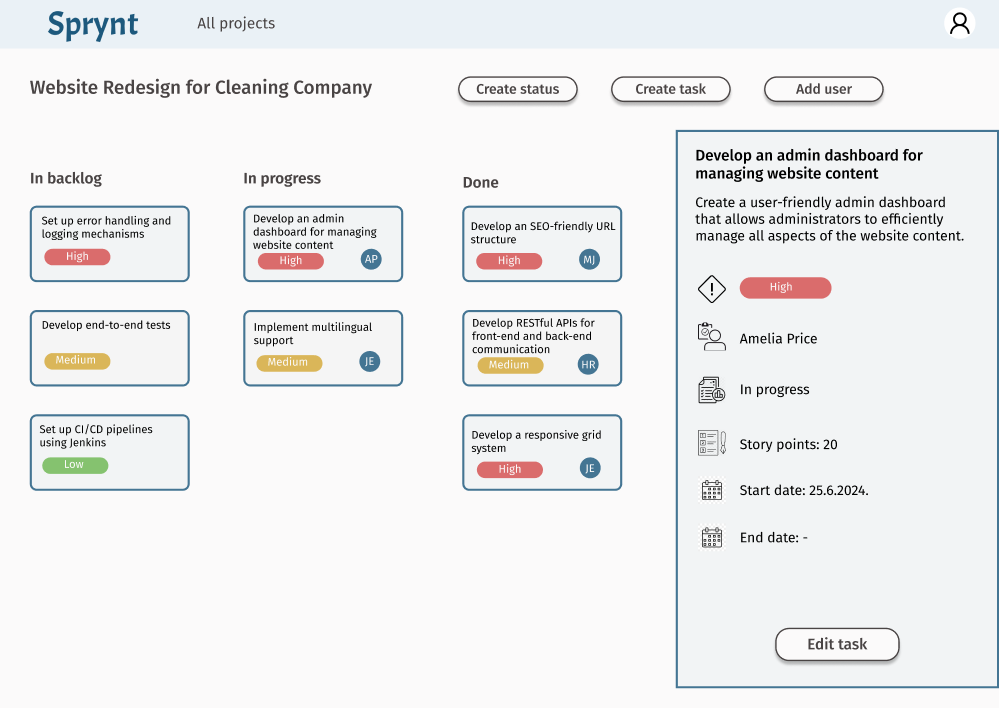 Sprynt
All projects
Website Redesign for Cleaning Company
Create status
Create task
Add user
In backlog
Set up error handling and
logging mechanisms
High
Develop end-to-end tests
Medium
Set up CI/CD pipelines
using Jenkins
Low
In progress
Develop an admin
dashboard for managing
website content
High
AP
Implement multilingual
support
Medium
JE
Done
Develop an SEO-friendly URL
structure
High
MJ
Develop RESTful APIs for
front-end and back-end
communication
Medium
HR
Develop a responsive grid
system
High
JE
Develop an admin dashboard for
managing website content
Create a user-friendly admin dashboard
that allows administrators to efficiently
manage all aspects of the website content.
High
Amelia Price
In progress
Story points: 20
Start date: 25.6.2024.
End date: -
Edit task